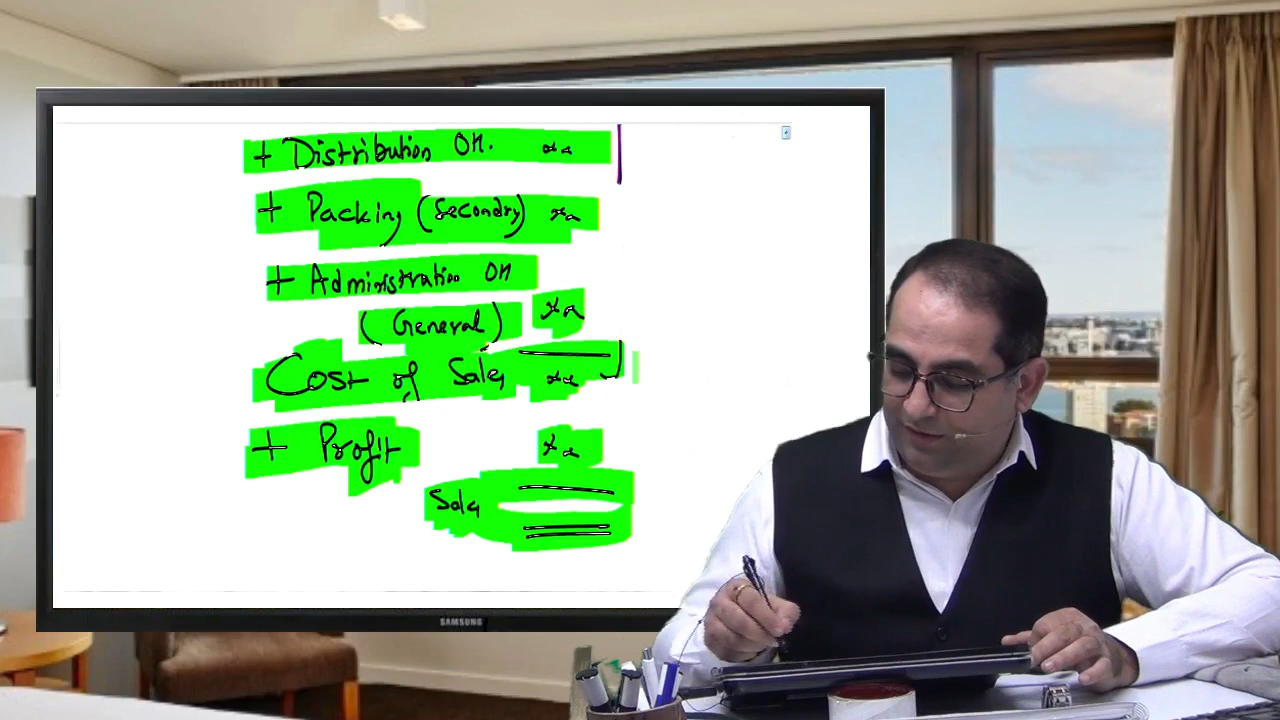 + Distribution OH. xx
+ Packing (Secondry) xx
+ Administration OH
(General) xx
Cost of Sales xx
+ Profit xx
Sales
SAMSUNG